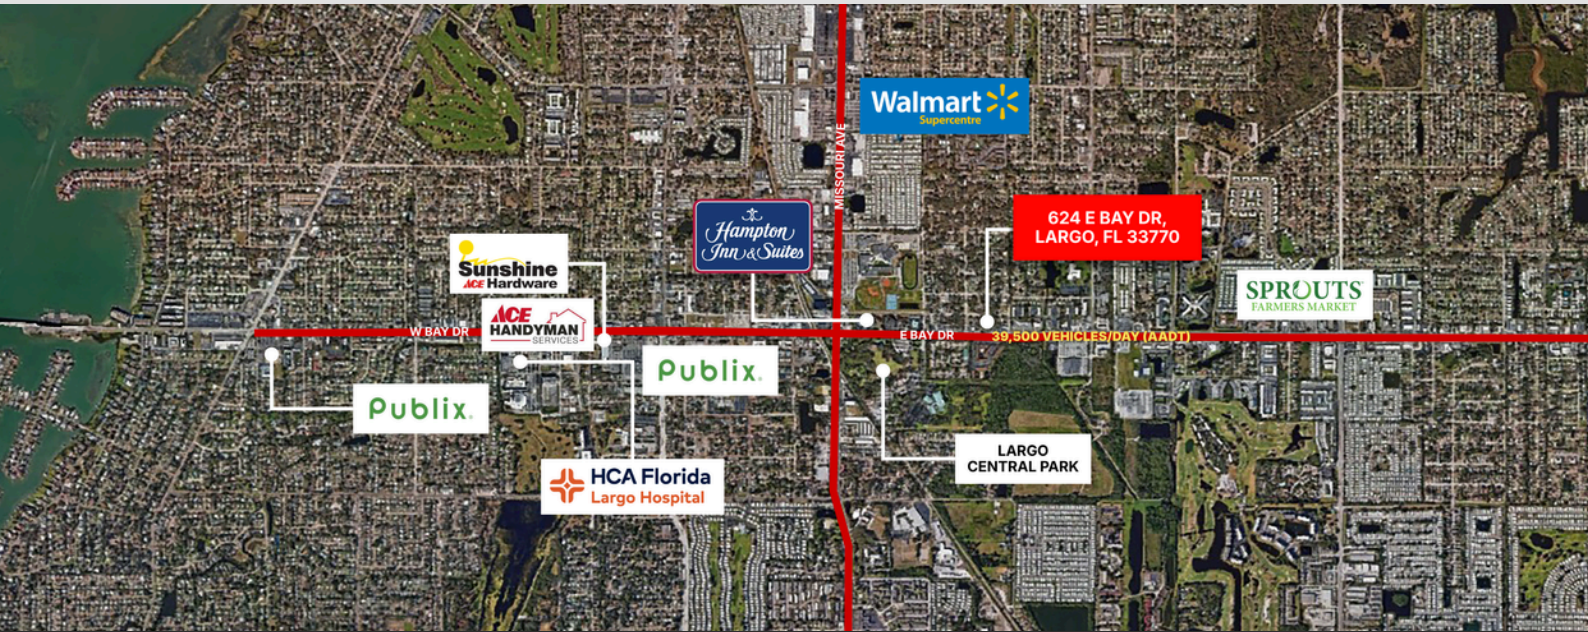 MISSOURI AVE
Walmart
Supercentre
Hampton
Inn & Suites
624 E BAY DR,
LARGO, FL 33770
Sunshine
ACE Hardware
SPROUTS
FARMERS MARKET
ACE
HANDYMAN
SERVICES
W BAY DR
E BAY DR
39,500 VEHICLES/DAY (AADT)
Publix.
Publix.
LARGO
CENTRAL PARK
HCA Florida
Largo Hospital